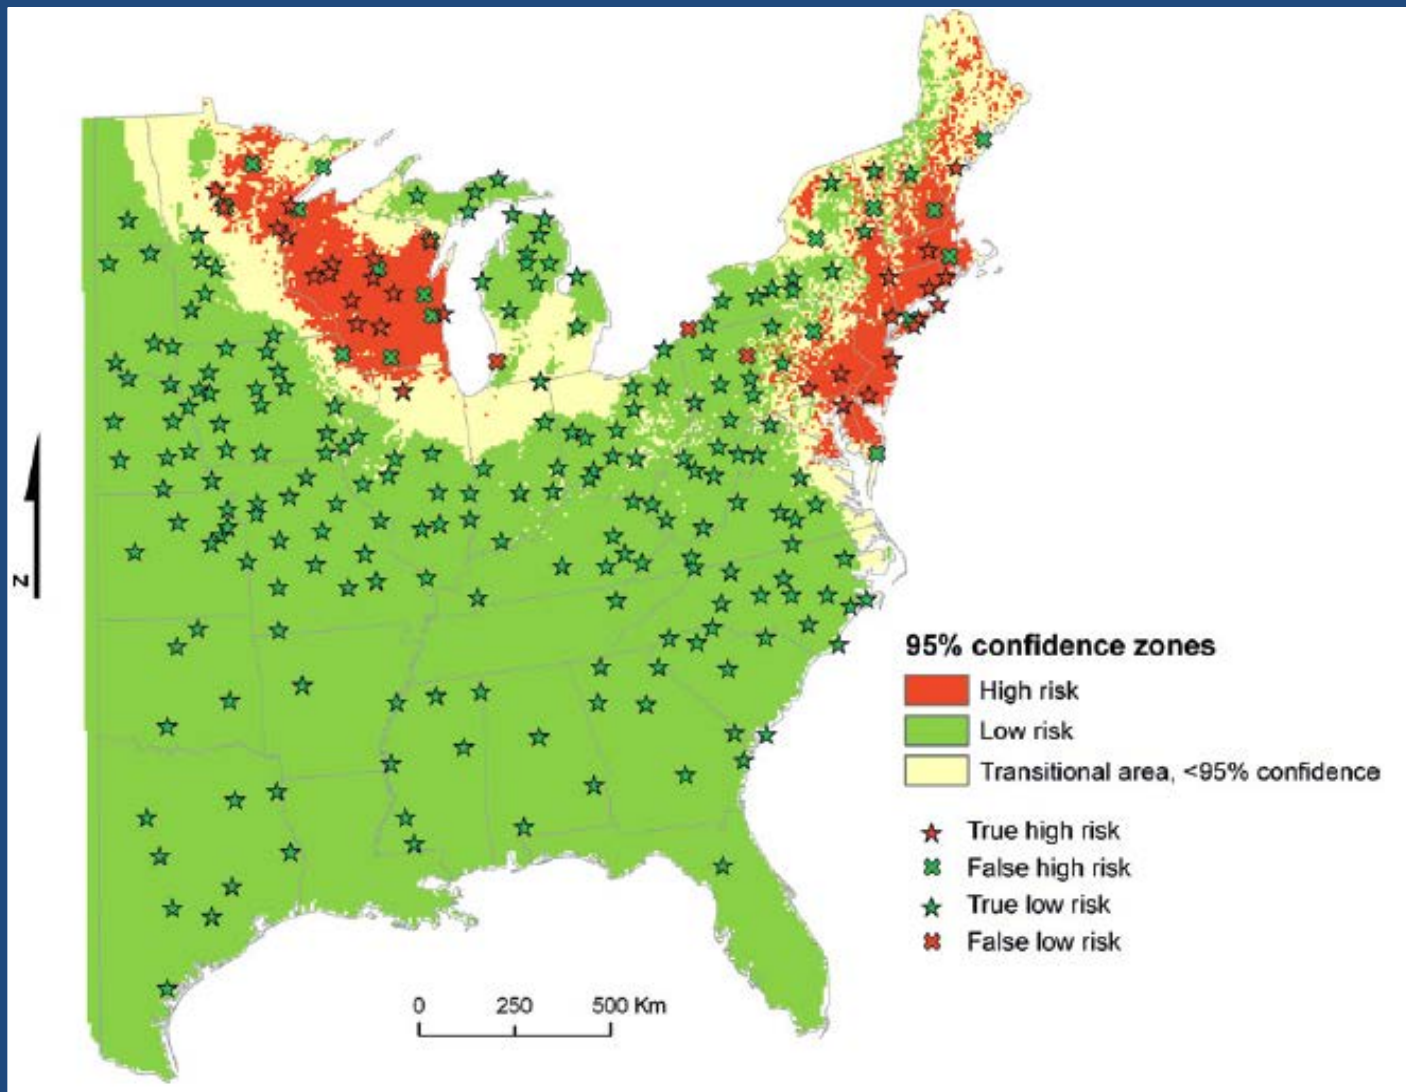 N
95% confidence zones
High risk
Low risk
Transitional area, <95% confidence
True high risk
False high risk
True low risk
False low risk
0 250 500 Km